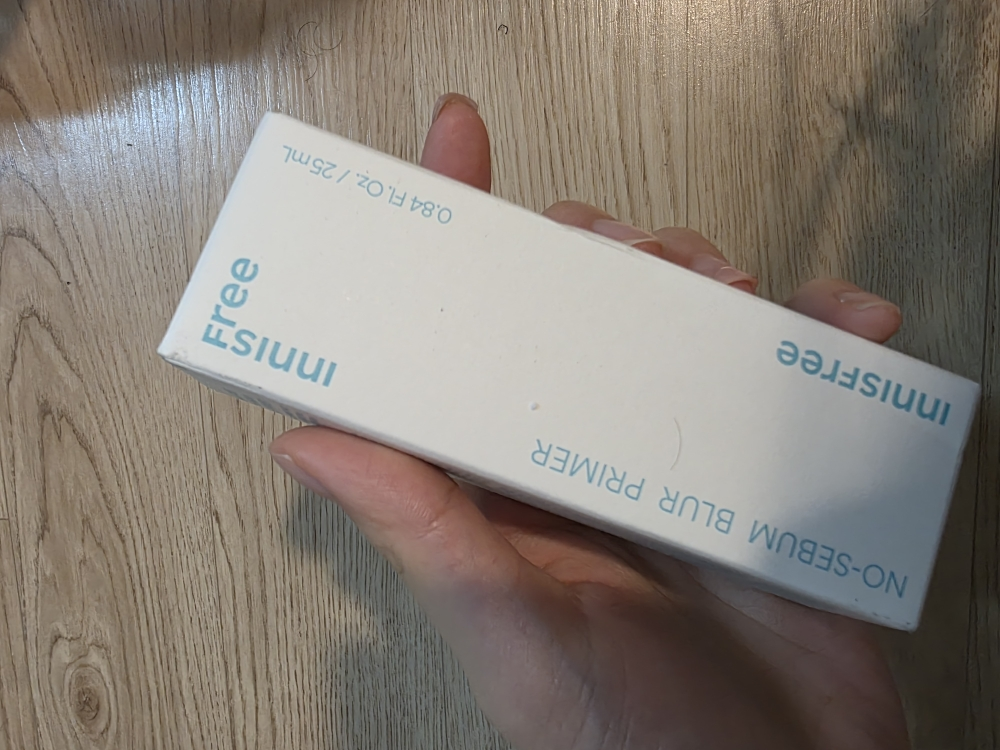 NO-SEBUM BLUR PRIMER
innisFree
innis
Free
0.84 Fl.Oz. / 25mL